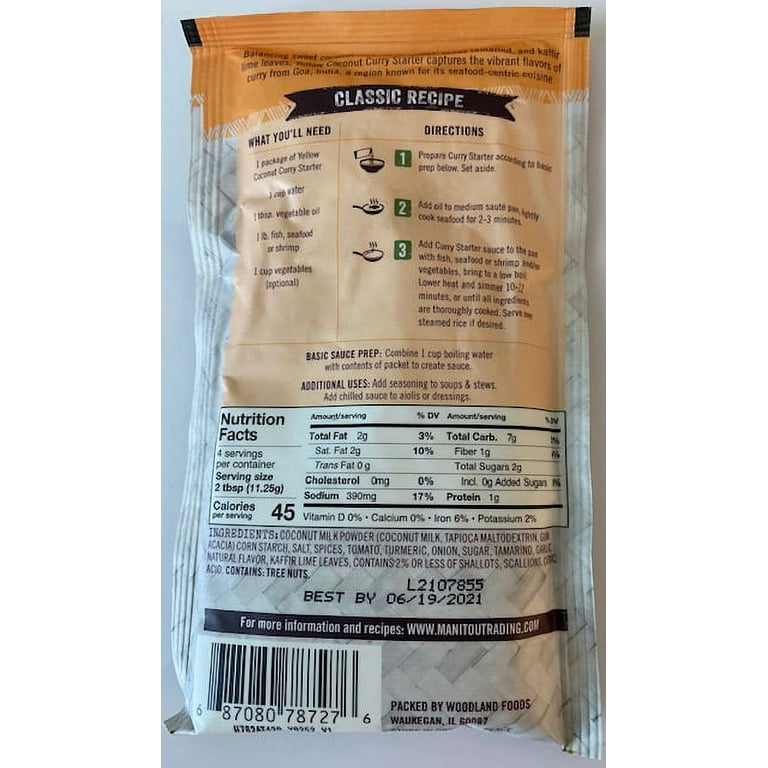 Balancing sweet and kaffir
lime leaves, Yellow Coconut Curry Starter captures the vibrant flavors of
curry from Goa, India, a region known for its seafood-centric cuisine.
CLASSIC RECIPE
WHAT YOU'LL NEED
1 package of Yellow
Coconut Curry Starter
1 cup water
1 tbsp. vegetable oil
1 lb. fish, seafood
or shrimp
1 cup vegetables
(optional)
DIRECTIONS
1 Prepare Curry Starter according to basic
prep below. Set aside.
2 Add oil to medium sauté pan, lightly
cook seafood for 2-3 minutes.
3 Add Curry Starter sauce to the pan
with fish, seafood or shrimp and/or
vegetables, bring to a low boil.
Lower heat and simmer 10-12
minutes, or until all ingredients
are thoroughly cooked. Serve over
steamed rice if desired.
BASIC SAUCE PREP: Combine 1 cup boiling water
with contents of packet to create sauce.
ADDITIONAL USES: Add seasoning to soups & stews.
Add chilled sauce to aiolis or dressings.
Nutrition
Facts
4 servings
per container
Serving size
2 tbsp (11.25g)
Calories
per serving 45
Amount/serving % DV Amount/serving % DV
Total Fat 2g 3% Total Carb. 7g
Sat. Fat 2g 10% Fiber 1g
Trans Fat 0 g Total Sugars 2g
Cholesterol 0mg 0% Incl. 0g Added Sugars
Sodium 390mg 17% Protein 1g
Vitamin D 0% • Calcium 0% • Iron 6% • Potassium 2%
INGREDIENTS: COCONUT MILK POWDER (COCONUT MILK, TAPIOCA MALTODEXTRIN, GUM
ACACIA) CORN STARCH, SALT, SPICES, TOMATO, TURMERIC, ONION, SUGAR, TAMARIND, GARLIC,
NATURAL FLAVOR, KAFFIR LIME LEAVES, CONTAINS 2% OR LESS OF SHALLOTS, SCALLIONS, CITRIC
ACID. CONTAINS: TREE NUTS.
L2107855
BEST BY 06/19/2021
For more information and recipes: WWW.MANITOUTRADING.COM
6 87080 78727 6
PACKED BY WOODLAND FOODS
WAUKEGAN, IL 60087